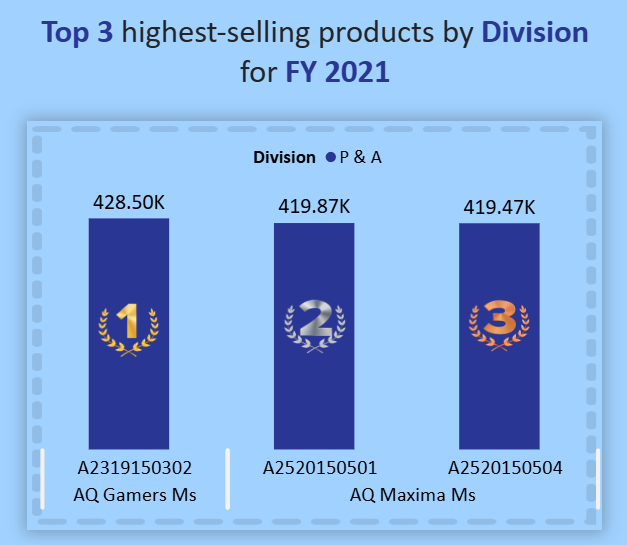 Top 3 highest-selling products by Division
for FY 2021
Division P & A
428.50K 419.87K 419.47K
1 2 3
A2319150302 A2520150501 A2520150504
AQ Gamers Ms AQ Maxima Ms